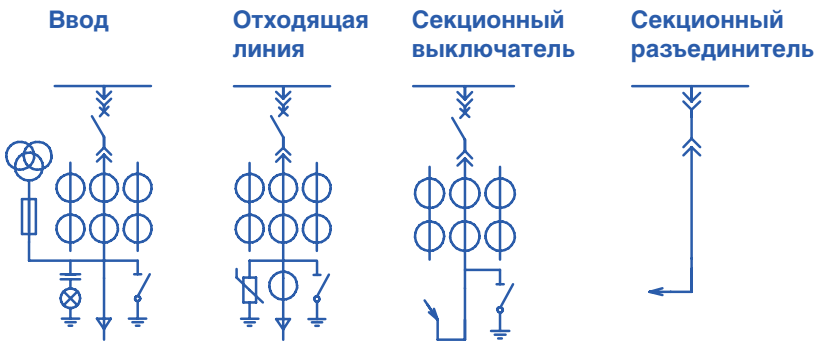 Ввод
Отходящая
линия
Секционный
выключатель
Секционный
разъединитель